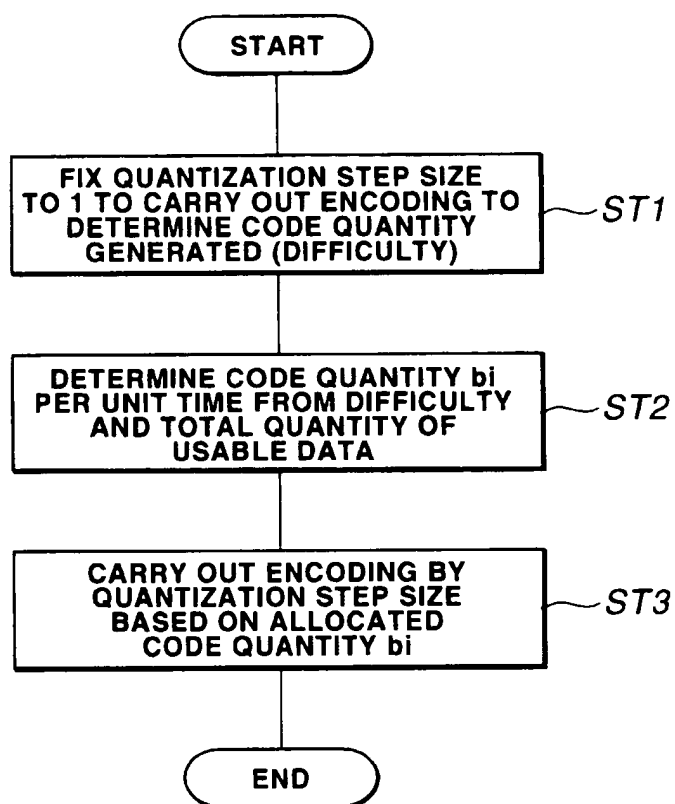 START
FIX QUANTIZATION STEP SIZE
TO 1 TO CARRY OUT ENCODING TO
DETERMINE CODE QUANTITY
GENERATED (DIFFICULTY)
ST1
DETERMINE CODE QUANTITY bi
PER UNIT TIME FROM DIFFICULTY
AND TOTAL QUANTITY OF
USABLE DATA
ST2
CARRY OUT ENCODING BY
QUANTIZATION STEP SIZE
BASED ON ALLOCATED
CODE QUANTITY bi
ST3
END